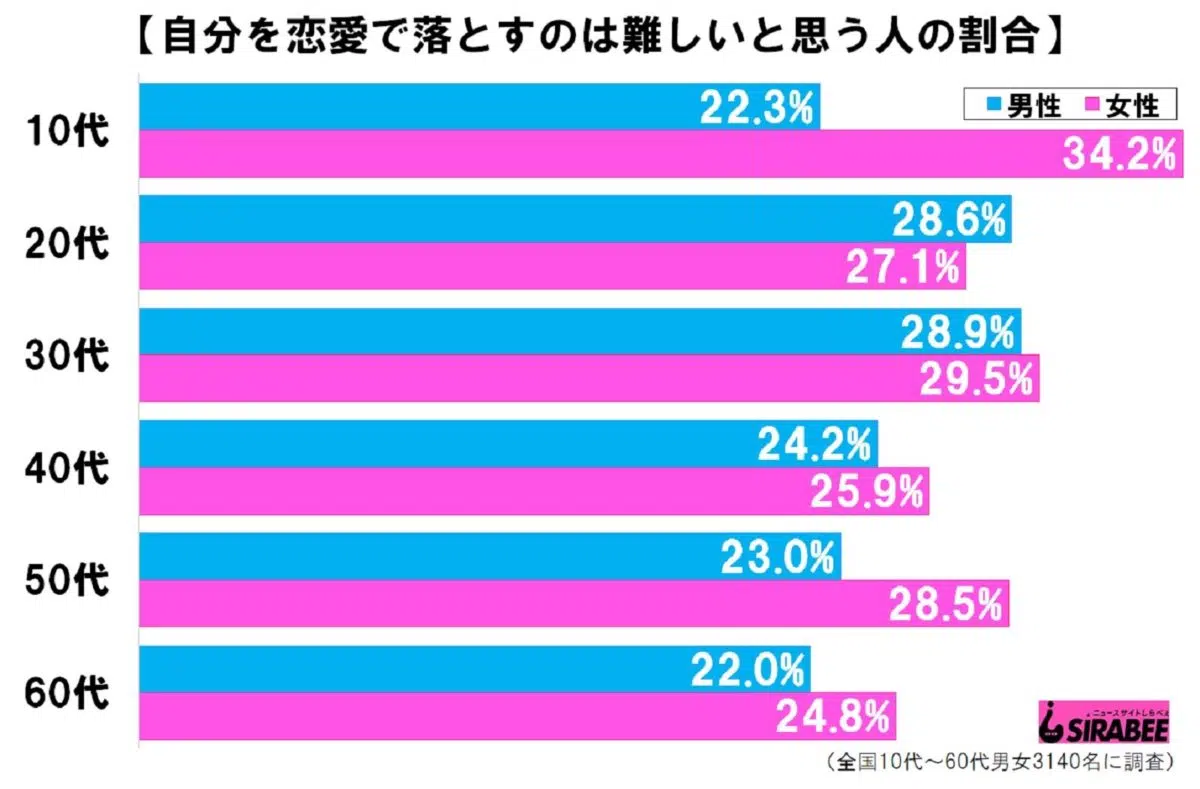 【自分を恋愛で落とすのは難しいと思う人の割合】
■男性 ■女性
10代
22.3%
34.2%
20代
28.6%
27.1%
30代
28.9%
29.5%
40代
24.2%
25.9%
50代
23.0%
28.5%
60代
22.0%
24.8%
ニュースサイトしらべぇ
SIRABEE
（全国10代～60代男女3140名に調査）